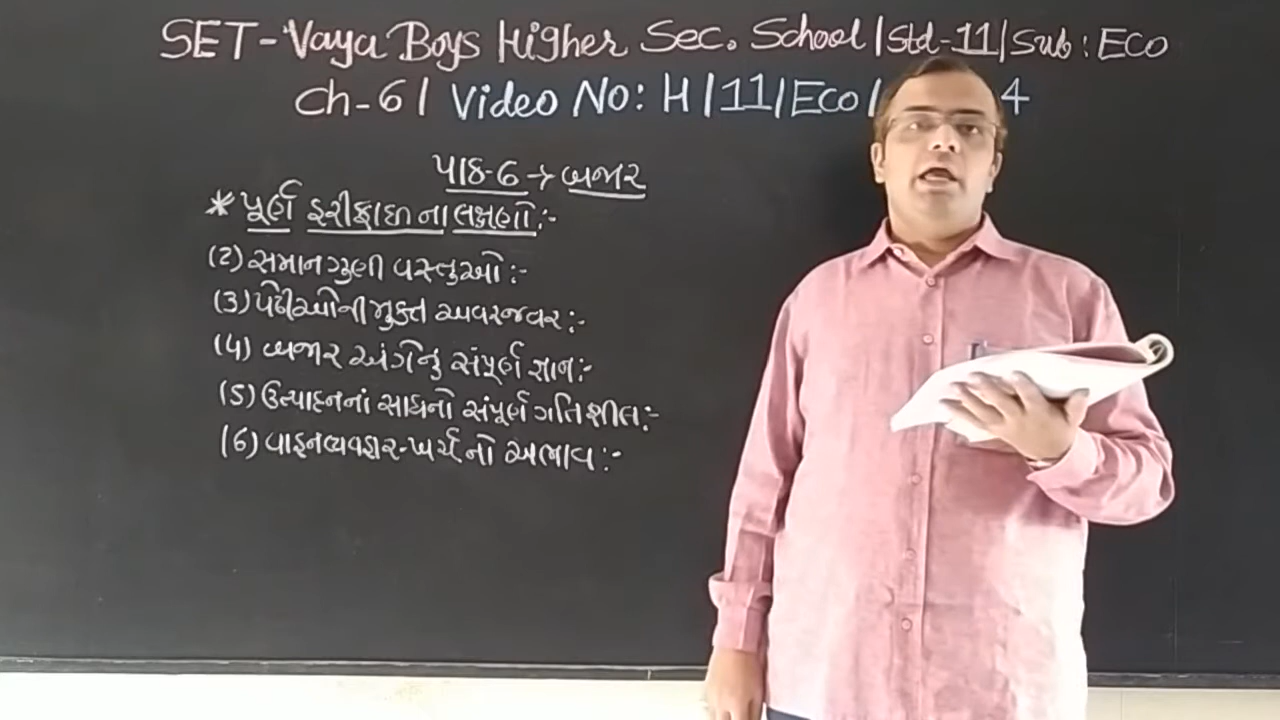 SET-Vaya Boys Higher Sec. School | Std-11 | Sub : Eco
Ch-6 | Video No: H | 11 | Eco | 4
પાઠ-6 → બજાર
* પૂર્ણ હરીફાઈ ના લક્ષણો :-
(2) સમાનગુણી વસ્તુઓ :-
(3) પેઢીઓની મુક્ત અવરજવર :-
(4) બજાર અંગેનું સંપૂર્ણ જ્ઞાન :-
(5) ઉત્પાદનનાં સાધનો સંપૂર્ણ ગતિશીલ :-
(6) વાહનવ્યવહાર-ખર્ચ નો અભાવ :-